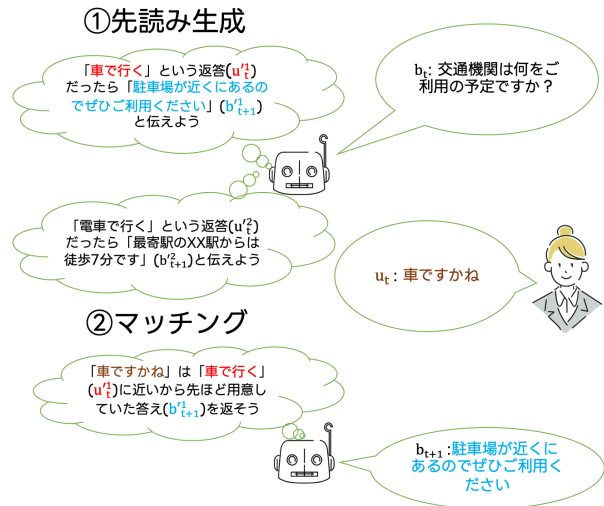 ①先読み生成
「車で行く」という返答(u′¹ₜ)
だったら「駐車場が近くにあるの
でぜひご利用ください」(b′¹ₜ₊₁)
と伝えよう
bₜ: 交通機関は何をご
利用の予定ですか？
「電車で行く」という返答(u′²ₜ)
だったら「最寄駅のXX駅からは
徒歩7分です」(b′²ₜ₊₁)と伝えよう
uₜ : 車ですかね
②マッチング
「車ですかね」は「車で行く」
(u′¹ₜ)に近いから先ほど用意し
ていた答え(b′¹ₜ₊₁)を返そう
bₜ₊₁:駐車場が近くに
あるのでぜひご利用く
ださい